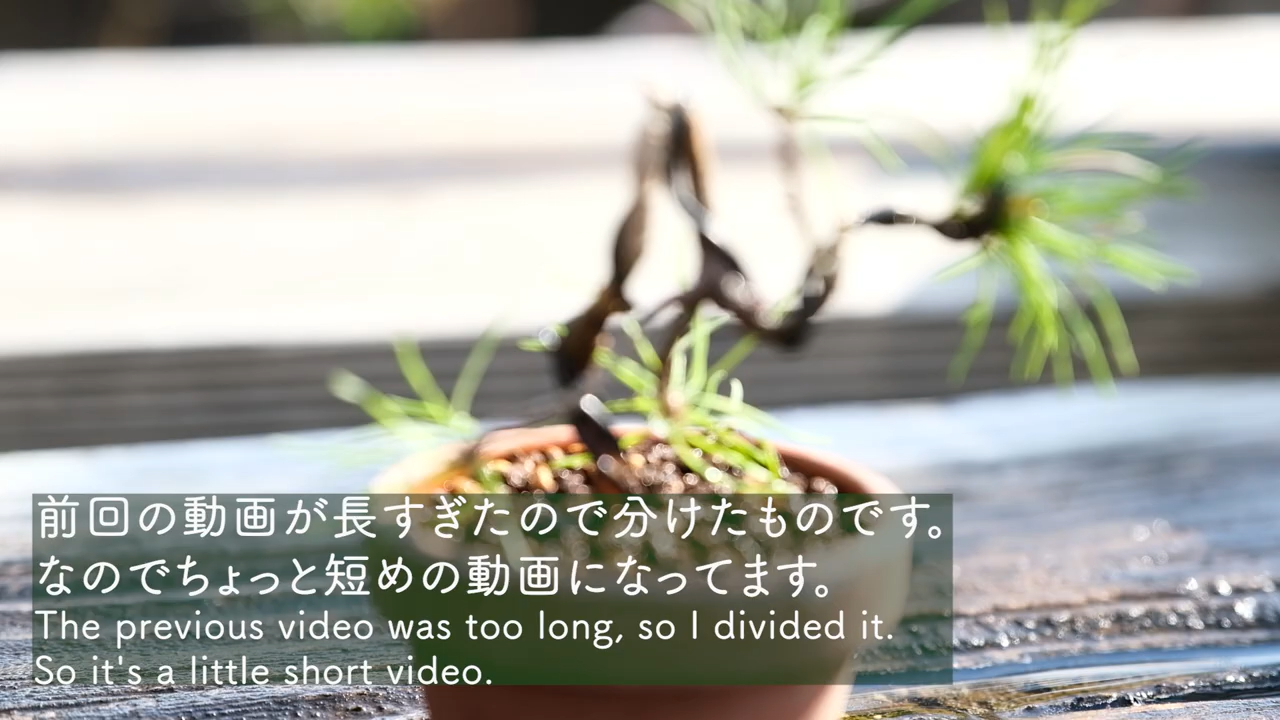 前回の動画が長すぎたので分けたものです。
なのでちょっと短めの動画になってます。
The previous video was too long, so I divided it.
So it's a little short video.